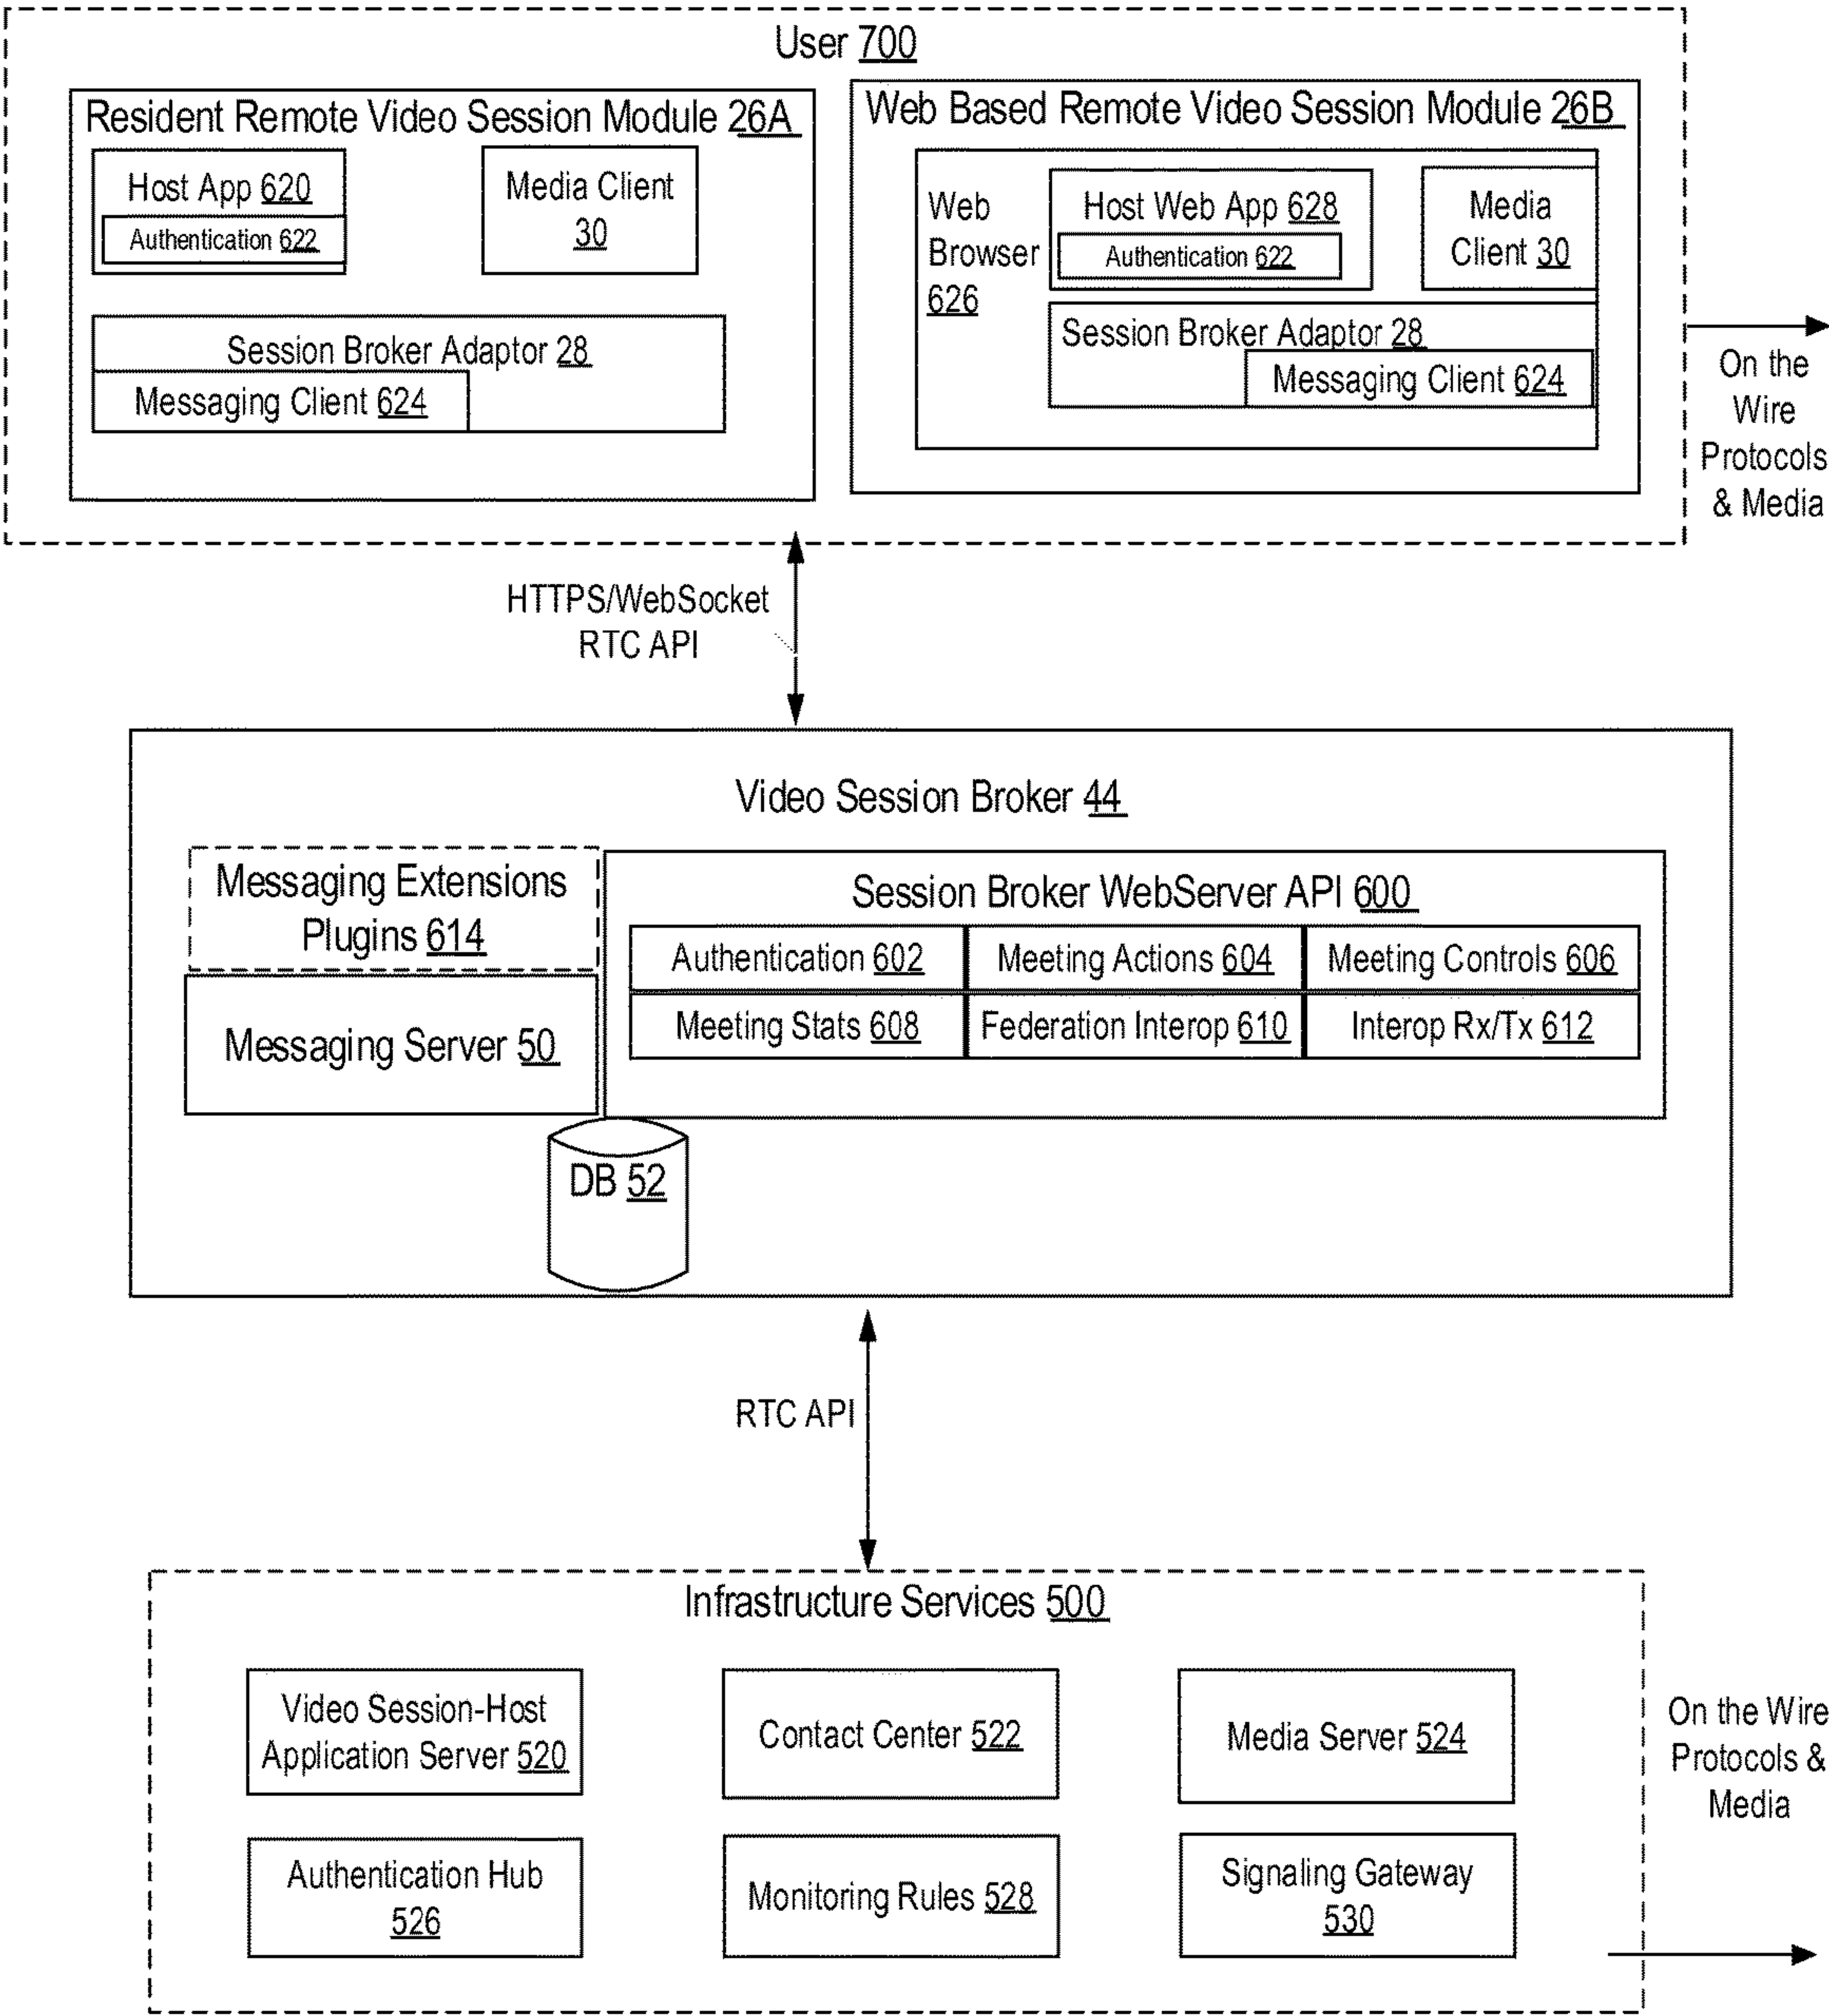 User 700
Resident Remote Video Session Module 26A
Host App 620
Authentication 622
Media Client
30
Session Broker Adaptor 28
Messaging Client 624
Web Based Remote Video Session Module 26B
Web
Browser
626
Host Web App 628
Authentication 622
Media
Client 30
Session Broker Adaptor 28
Messaging Client 624
On the
Wire
Protocols
& Media
HTTPS/WebSocket
RTC API
Video Session Broker 44
Messaging Extensions
Plugins 614
Messaging Server 50
Session Broker WebServer API 600
Authentication 602
Meeting Actions 604
Meeting Controls 606
Meeting Stats 608
Federation Interop 610
Interop Rx/Tx 612
DB 52
RTC API
Infrastructure Services 500
Video Session-Host
Application Server 520
Contact Center 522
Media Server 524
Authentication Hub
526
Monitoring Rules 528
Signaling Gateway
530
On the Wire
Protocols &
Media